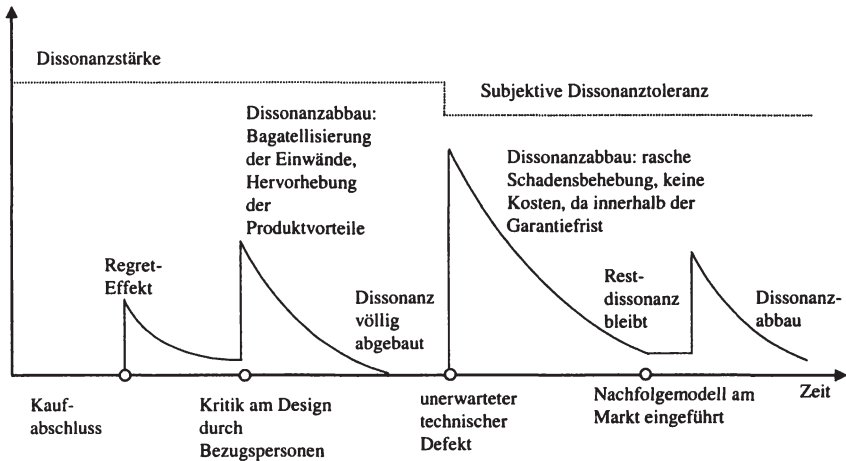 Dissonanzstärke
Subjektive Dissonanztoleranz
Dissonanzabbau:
Bagatellisierung
der Einwände,
Hervorhebung
der
Produktvorteile
Dissonanzabbau: rasche
Schadensbehebung, keine
Kosten, da innerhalb der
Garantiefrist
Regret-
Effekt
Dissonanz
völlig
abgebaut
Rest-
dissonanz
bleibt
Dissonanz-
abbau
Kauf-
abschluss
Kritik am Design
durch
Bezugspersonen
unerwarteter
technischer
Defekt
Nachfolgemodell am
Markt eingeführt
Zeit